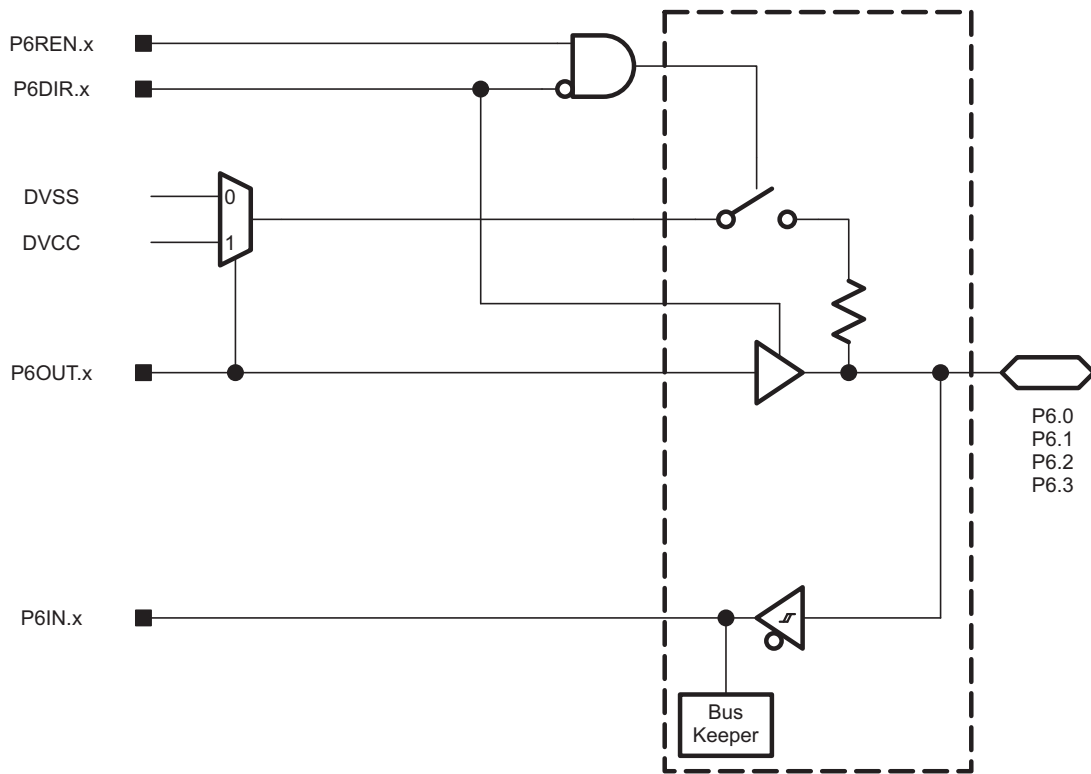 P6REN.x
P6DIR.x
DVSS
0
DVCC
1
P6OUT.x
P6.0
P6.1
P6.2
P6.3
P6IN.x
Bus
Keeper